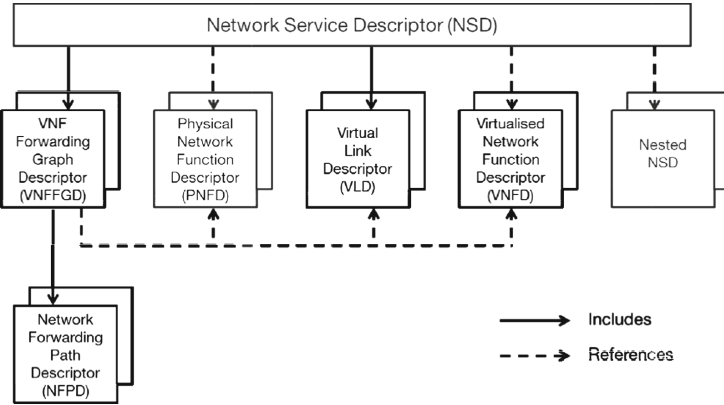 Network Service Descriptor (NSD)
VNF
Forwarding
Graph
Descriptor
(VNFFGD)
Physical
Network
Function
Descriptor
(PNFD)
Virtual
Link
Descriptor
(VLD)
Virtualised
Network
Function
Descriptor
(VNFD)
Nested
NSD
Network
Forwarding
Path
Descriptor
(NFPD)
Includes
References